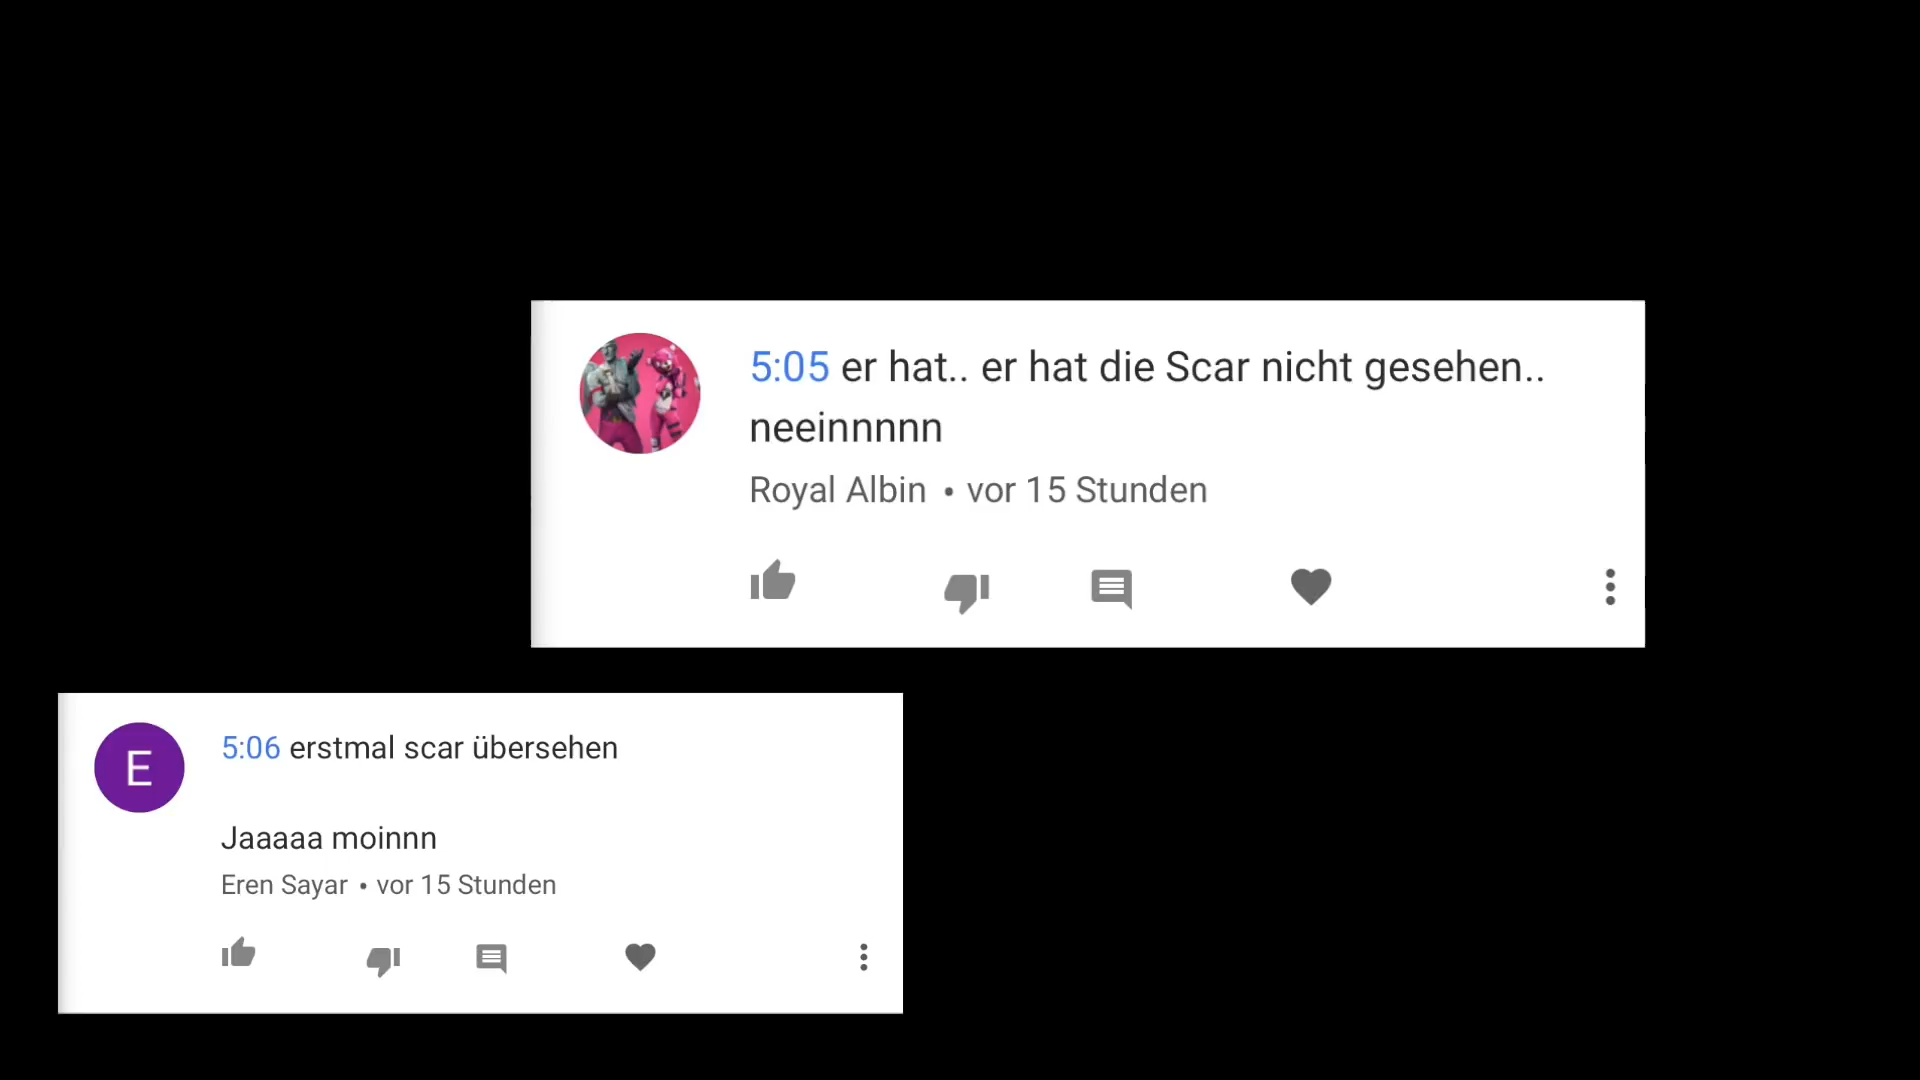 5:05 er hat.. er hat die Scar nicht gesehen..
neeinnnnn
Royal Albin • vor 15 Stunden
E
5:06 erstmal scar übersehen
Jaaaaa moinnn
Eren Sayar • vor 15 Stunden